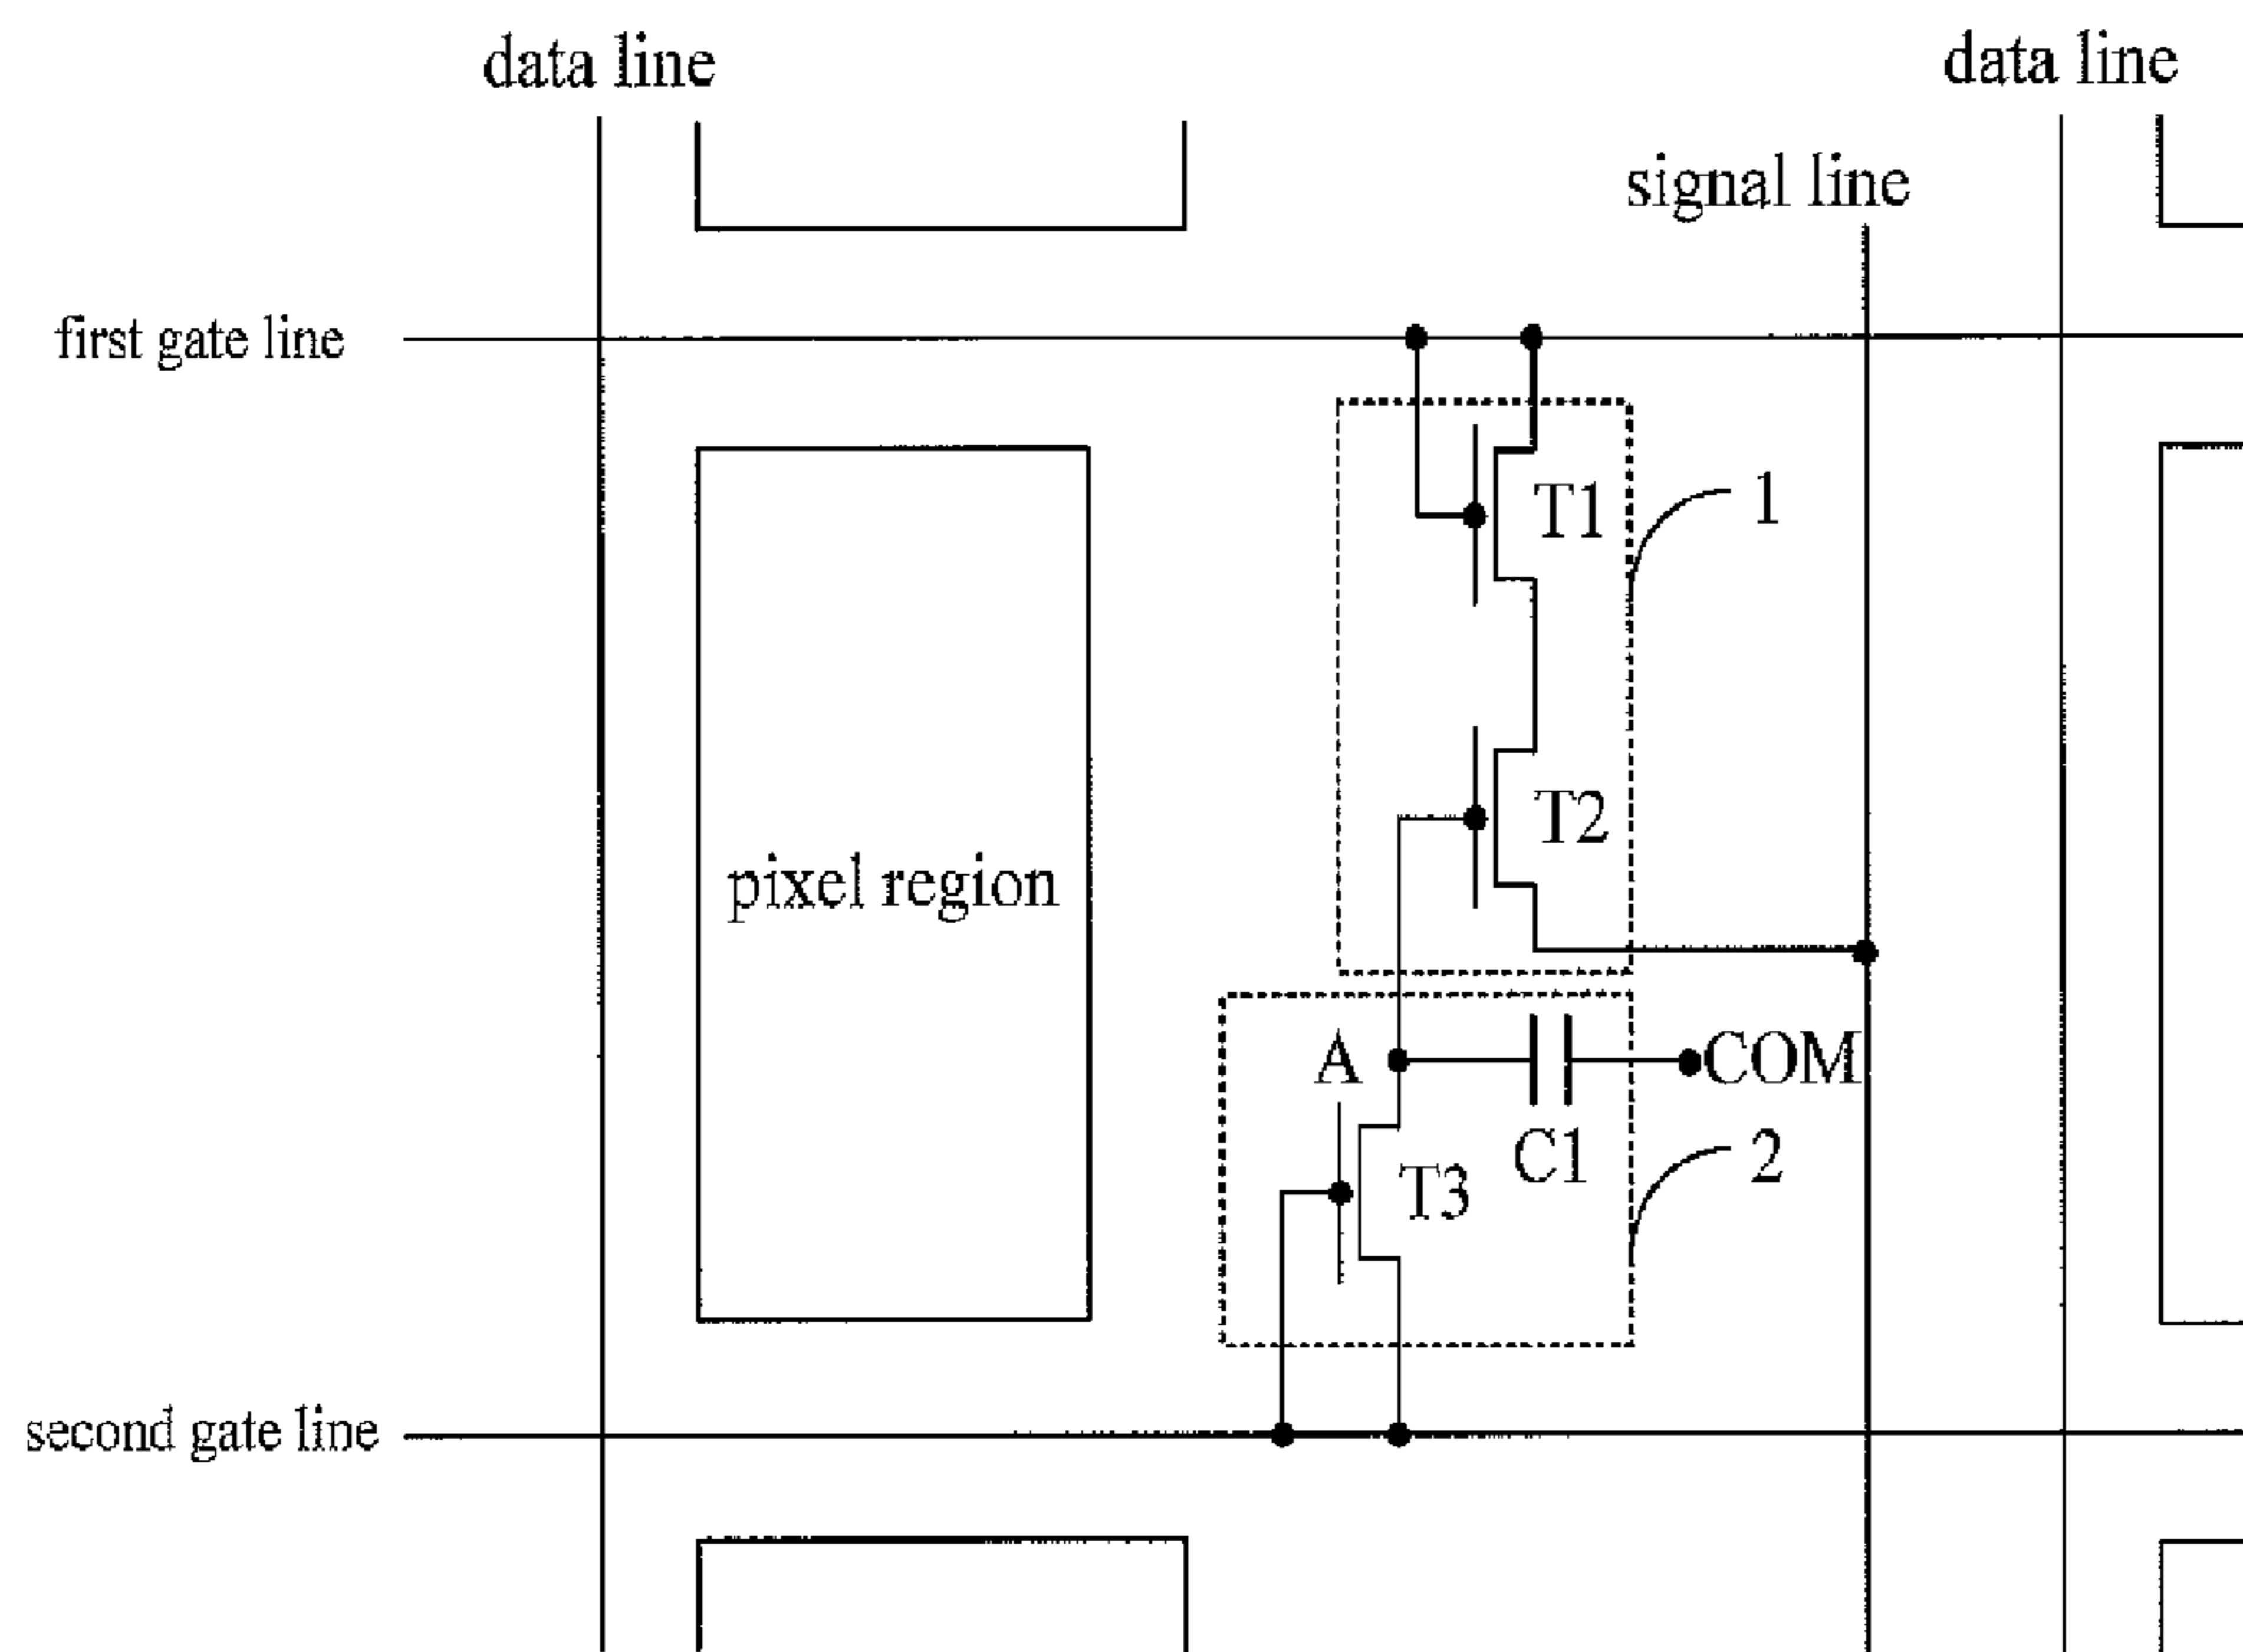 data line
data line
signal line
first gate line
T1
1
T2
pixel region
A
COM
C1
2
T3
second gate line